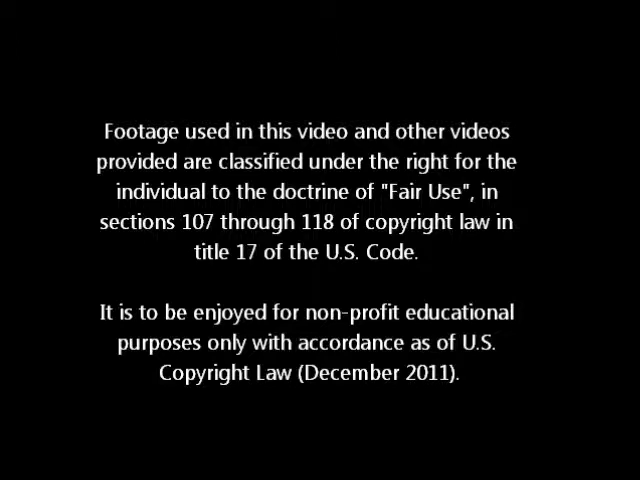 Footage used in this video and other videos
provided are classified under the right for the
individual to the doctrine of "Fair Use", in
sections 107 through 118 of copyright law in
title 17 of the U.S. Code.
It is to be enjoyed for non-profit educational
purposes only with accordance as of U.S.
Copyright Law (December 2011).